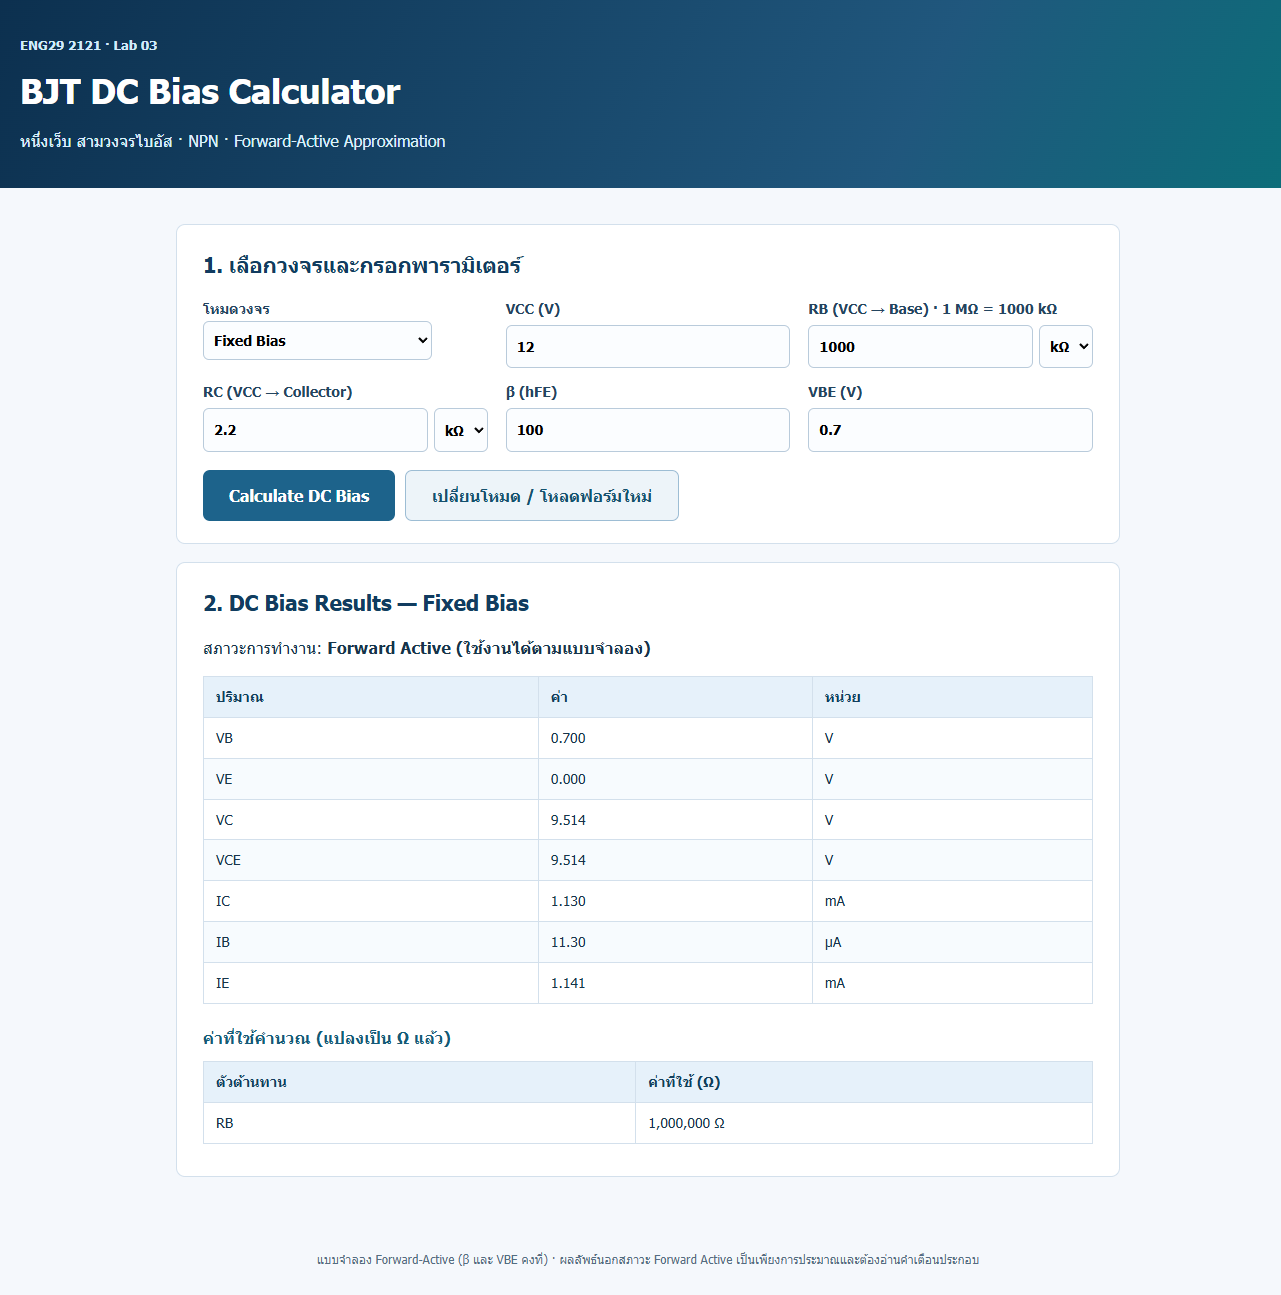 ENG29 2121 · Lab 03
BJT DC Bias Calculator
หนึ่งเว็บ สามวงจรไบอัส · NPN · Forward-Active Approximation
1. เลือกวงจรและกรอกพารามิเตอร์
โหมดวงจร
Fixed Bias
VCC (V)
12
RB (VCC → Base) · 1 MΩ = 1000 kΩ
1000 kΩ
RC (VCC → Collector)
2.2 kΩ
β (hFE)
100
VBE (V)
0.7
Calculate DC Bias
เปลี่ยนโหมด / โหลดฟอร์มใหม่
2. DC Bias Results — Fixed Bias
สภาวะการทำงาน: Forward Active (ใช้งานได้ตามแบบจำลอง)
ปริมาณ ค่า หน่วย
VB 0.700 V
VE 0.000 V
VC 9.514 V
VCE 9.514 V
IC 1.130 mA
IB 11.30 µA
IE 1.141 mA
ค่าที่ใช้คำนวณ (แปลงเป็น Ω แล้ว)
ตัวต้านทาน ค่าที่ใช้ (Ω)
RB 1,000,000 Ω
แบบจำลอง Forward-Active (β และ VBE คงที่) · ผลลัพธ์นอกสภาวะ Forward Active เป็นเพียงการประมาณและต้องอ่านคำเตือนประกอบ